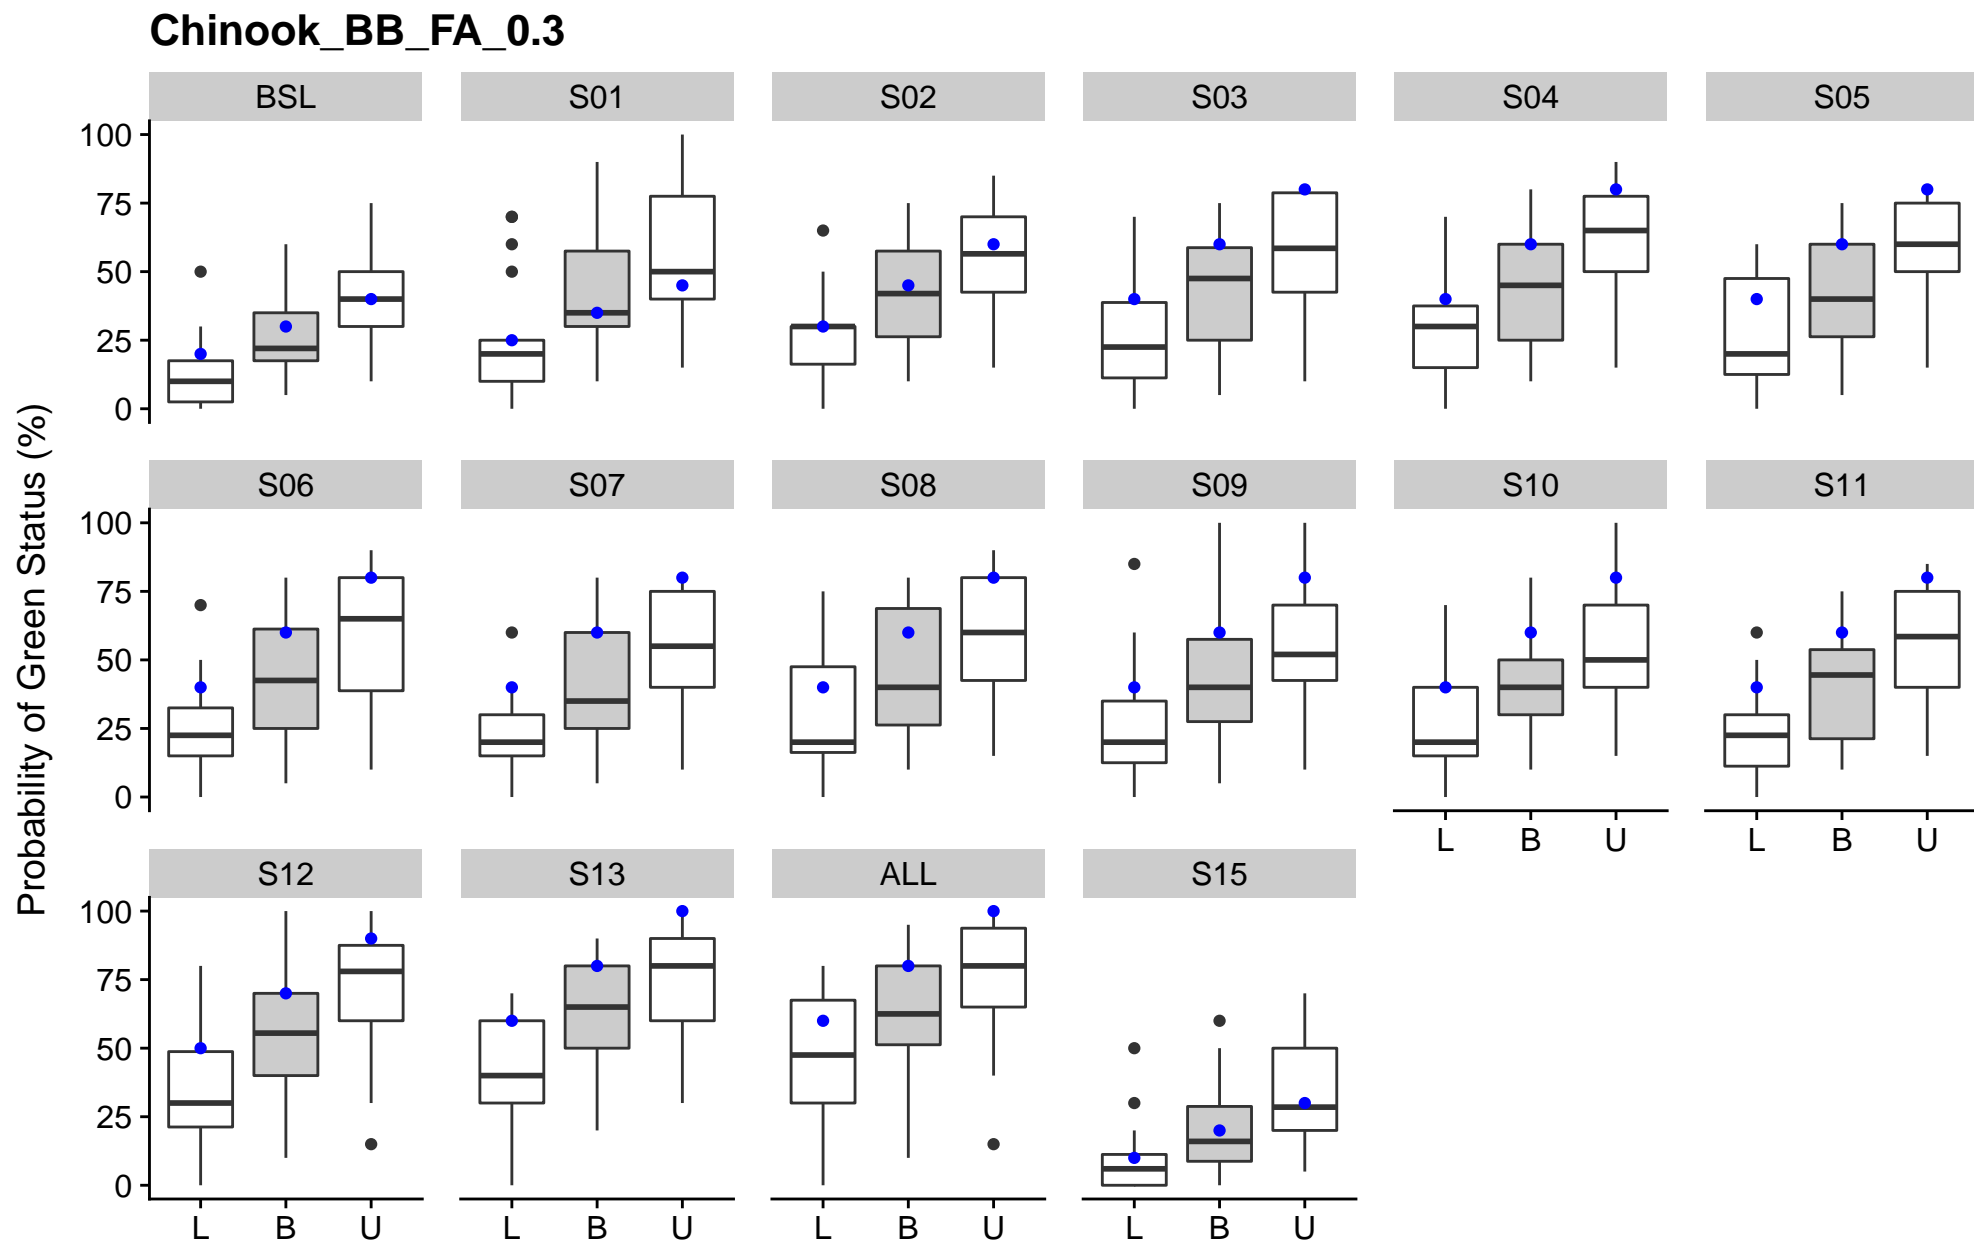 Chinook_BB_FA_0.3
BSL S01 S02 S03 S04 S05
100
75
50
25
0
S06 S07 S08 S09 S10 S11
100
75
50
25
0
L B U L B U
S12 S13 ALL S15
100
75
50
25
0
L B U L B U L B U L B U
Probability of Green Status (%)